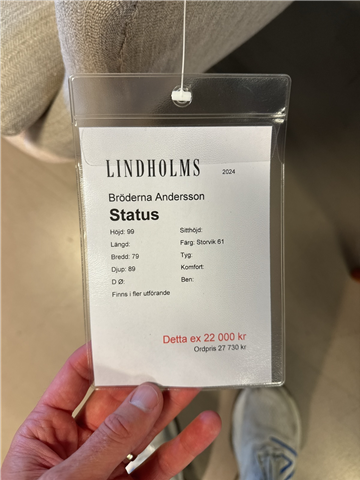 LINDHOLMS 2024
Bröderna Andersson
Status
Höjd: 99 Sitthöjd:
Längd: Färg: Storvik 61
Bredd: 79 Tyg:
Djup: 89 Komfort:
D Ø: Ben:
Finns i fler utförande
Detta ex 22 000 kr
Ordpris 27 730 kr